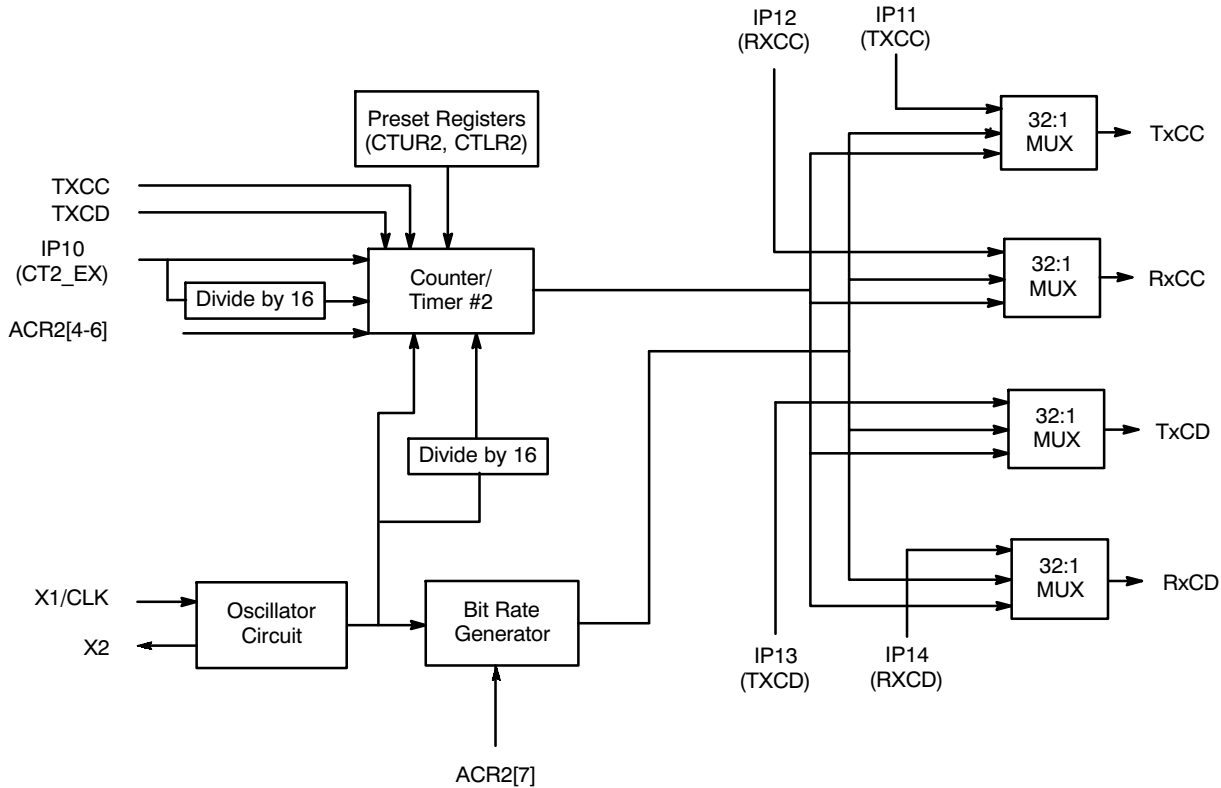 IP12
(RXCC)
IP11
(TXCC)
Preset Registers
(CTUR2, CTLR2)
32:1
MUX
TxCC
TXCC
TXCD
IP10
(CT2_EX)
Divide by 16
ACR2[4-6]
Counter/
Timer #2
32:1
MUX
RxCC
32:1
MUX
TxCD
Divide by 16
32:1
MUX
RxCD
X1/CLK
X2
Oscillator
Circuit
Bit Rate
Generator
IP13
(TXCD)
IP14
(RXCD)
ACR2[7]